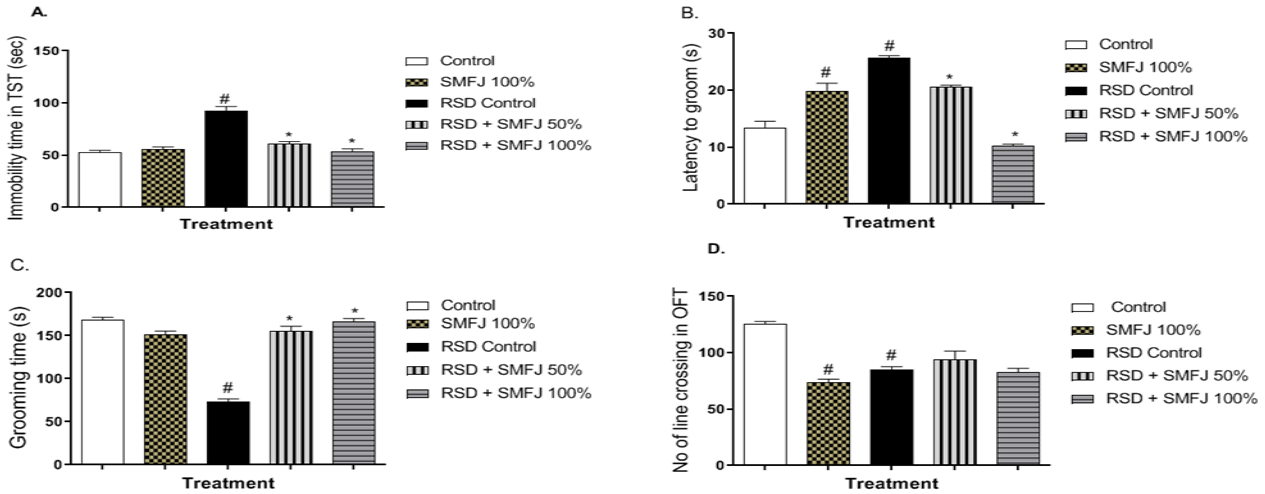 A.
Immobility time in TST (sec)
150
100
50
0
#
*
*
Treatment
Control
SMFJ 100%
RSD Control
RSD + SMFJ 50%
RSD + SMFJ 100%
B.
Latency to groom (s)
30
20
10
0
#
#
*
*
Treatment
Control
SMFJ 100%
RSD Control
RSD + SMFJ 50%
RSD + SMFJ 100%
C.
Grooming time (s)
200
150
100
50
0
#
*
*
Treatment
Control
SMFJ 100%
RSD Control
RSD + SMFJ 50%
RSD + SMFJ 100%
D.
No of line crossing in OFT
150
100
50
0
#
#
Treatment
Control
SMFJ 100%
RSD Control
RSD + SMFJ 50%
RSD + SMFJ 100%